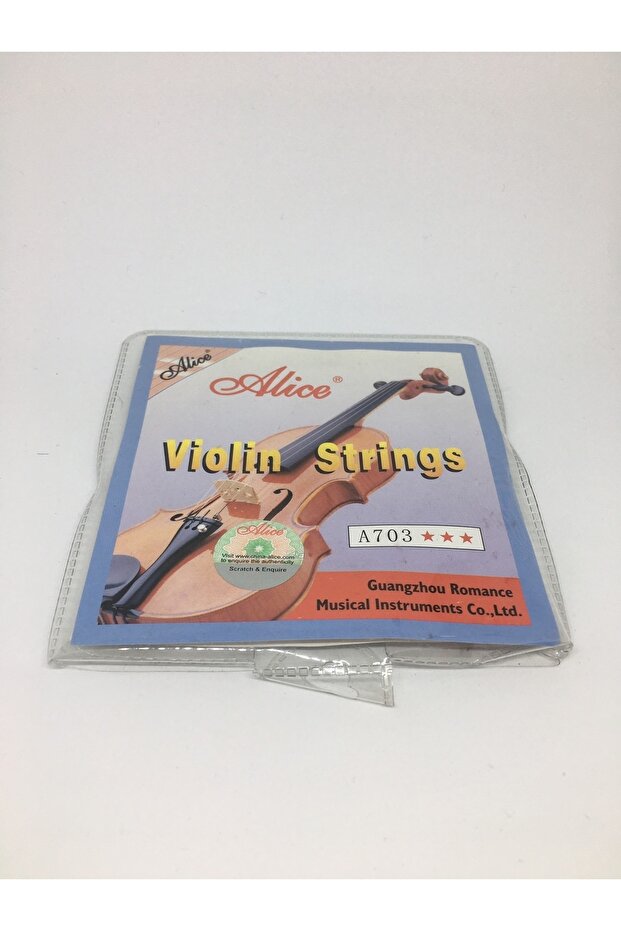 Alice®
Alice®
Violin Strings
A703 ★★★
Alice
Visit www.china-alice.com
to enquire the authenticity
Scratch & Enquire
Guangzhou Romance
Musical Instruments Co.,Ltd.